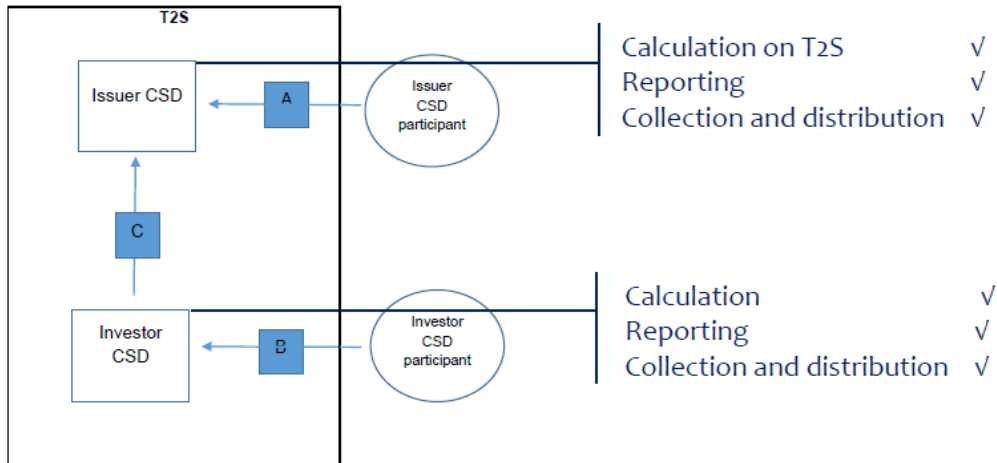 T2S
Issuer CSD
A
Issuer
CSD
participant
Calculation on T2S √
Reporting √
Collection and distribution √
C
Investor
CSD
B
Investor
CSD
participant
Calculation √
Reporting √
Collection and distribution √